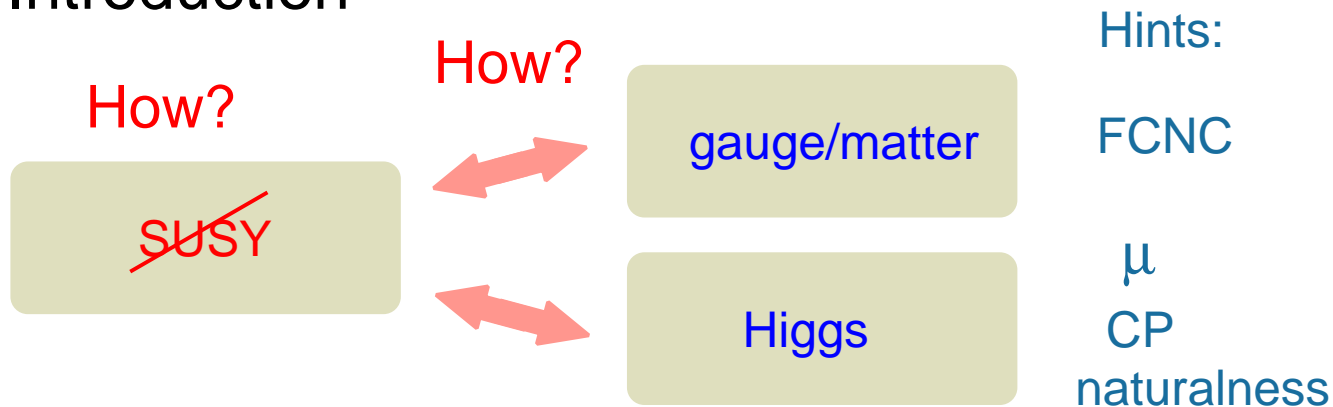 Introduction
Hints:
How?
How?
gauge/matter
FCNC
SUSY
μ
Higgs
CP
naturalness